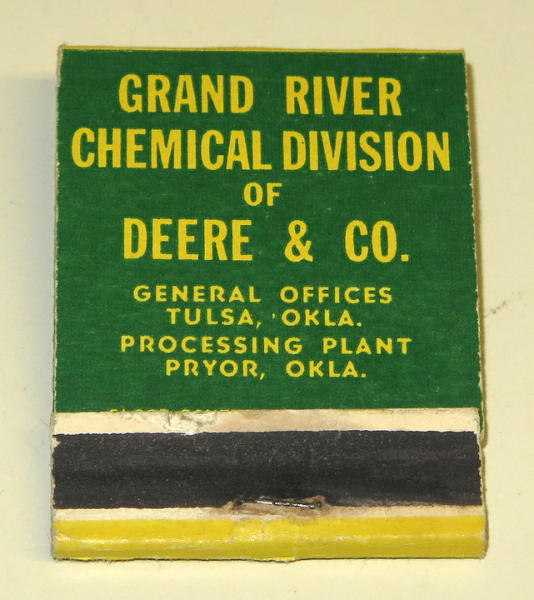 GRAND RIVER
CHEMICAL DIVISION
OF
DEERE & CO.
GENERAL OFFICES
TULSA, OKLA.
PROCESSING PLANT
PRYOR, OKLA.